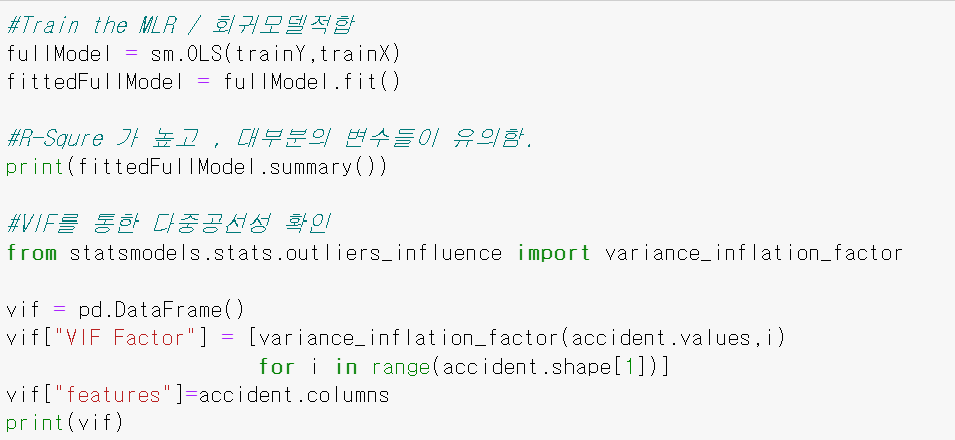 #Train the MLR / 회귀모델적합
fullModel = sm.OLS(trainY,trainX)
fittedFullModel = fullModel.fit()
#R-Squre 가 높고 , 대부분의 변수들이 유의함.
print(fittedFullModel.summary())
#VIF를 통한 다중공선성 확인
from statsmodels.stats.outliers_influence import variance_inflation_factor
vif = pd.DataFrame()
vif["VIF Factor"] = [variance_inflation_factor(accident.values,i)
for i in range(accident.shape[1])]
vif["features"]=accident.columns
print(vif)